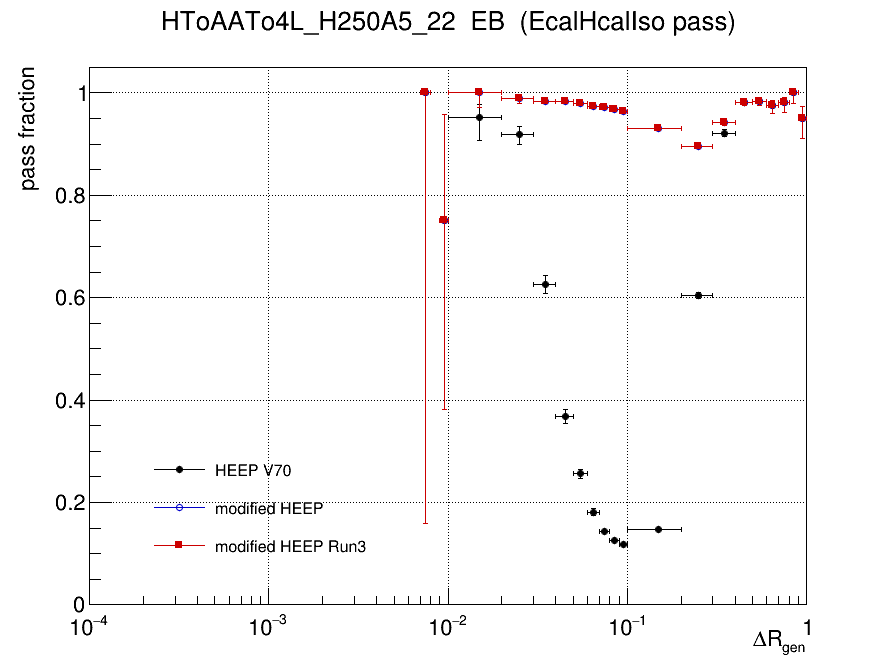 HToAATo4L_H250A5_22 EB (EcalHcalIso pass)
pass fraction
1
0.8
0.6
0.4
0.2
0
HEEP V70
modified HEEP
modified HEEP Run3
10⁻⁴ 10⁻³ 10⁻² 10⁻¹ 1
ΔR_gen